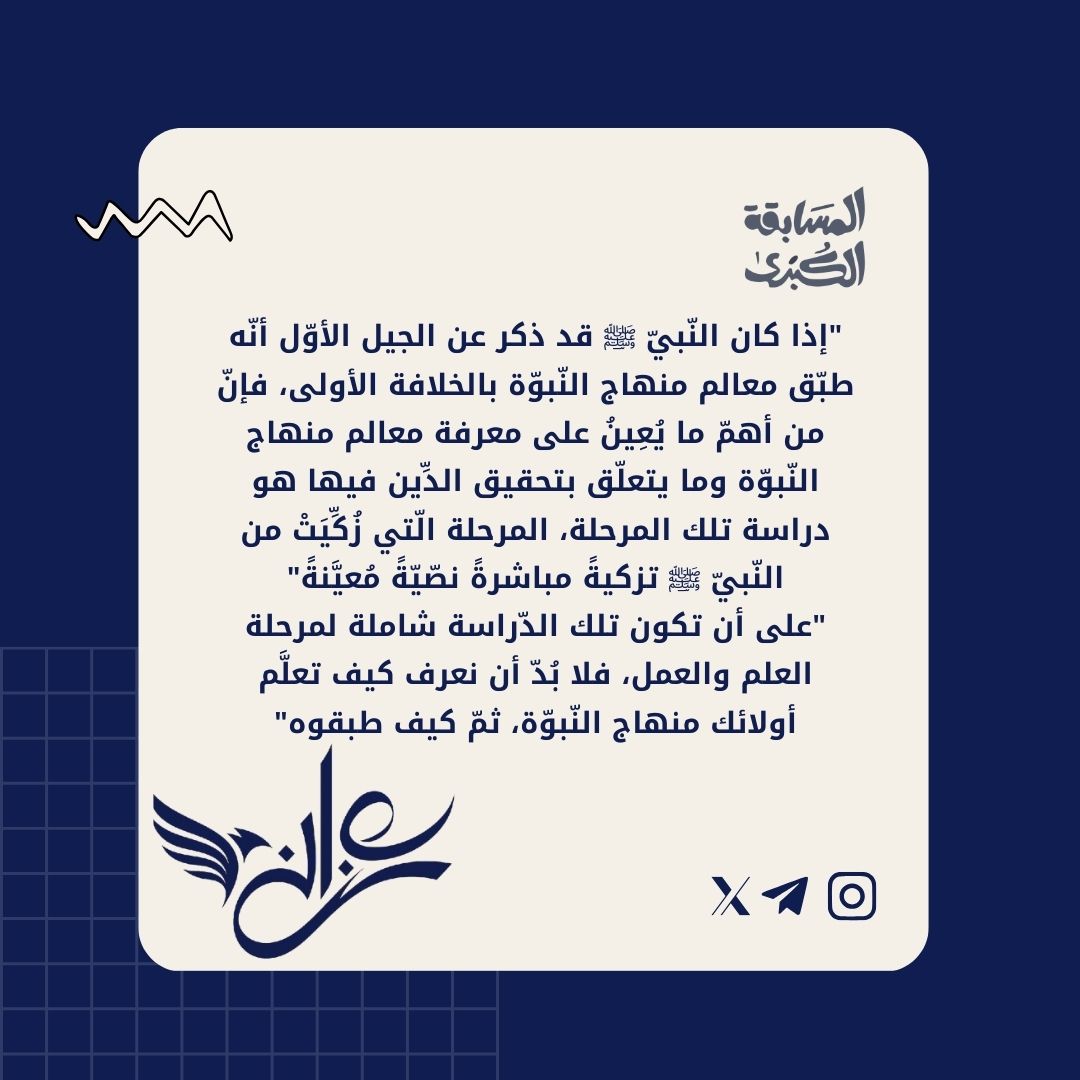 المسابقة
الكبرى
"إذا كان النّبيّ ﷺ قد ذكر عن الجيل الأوّل أنّه
طبّق معالم منهاج النّبوّة بالخلافة الأولى، فإنّ
من أهمّ ما يُعِينُ على معرفة معالم منهاج
النّبوّة وما يتعلّق بتحقيق الدِّين فيها هو
دراسة تلك المرحلة، المرحلة الّتي زُكِّيَتْ من
النّبيّ ﷺ تزكيةً مباشرةً نصّيّةً مُعيَّنةً"
"على أن تكون تلك الدّراسة شاملة لمرحلة
العلم والعمل، فلا بُدّ أن نعرف كيف تعلَّم
أولائك منهاج النّبوّة، ثمّ كيف طبقوه"